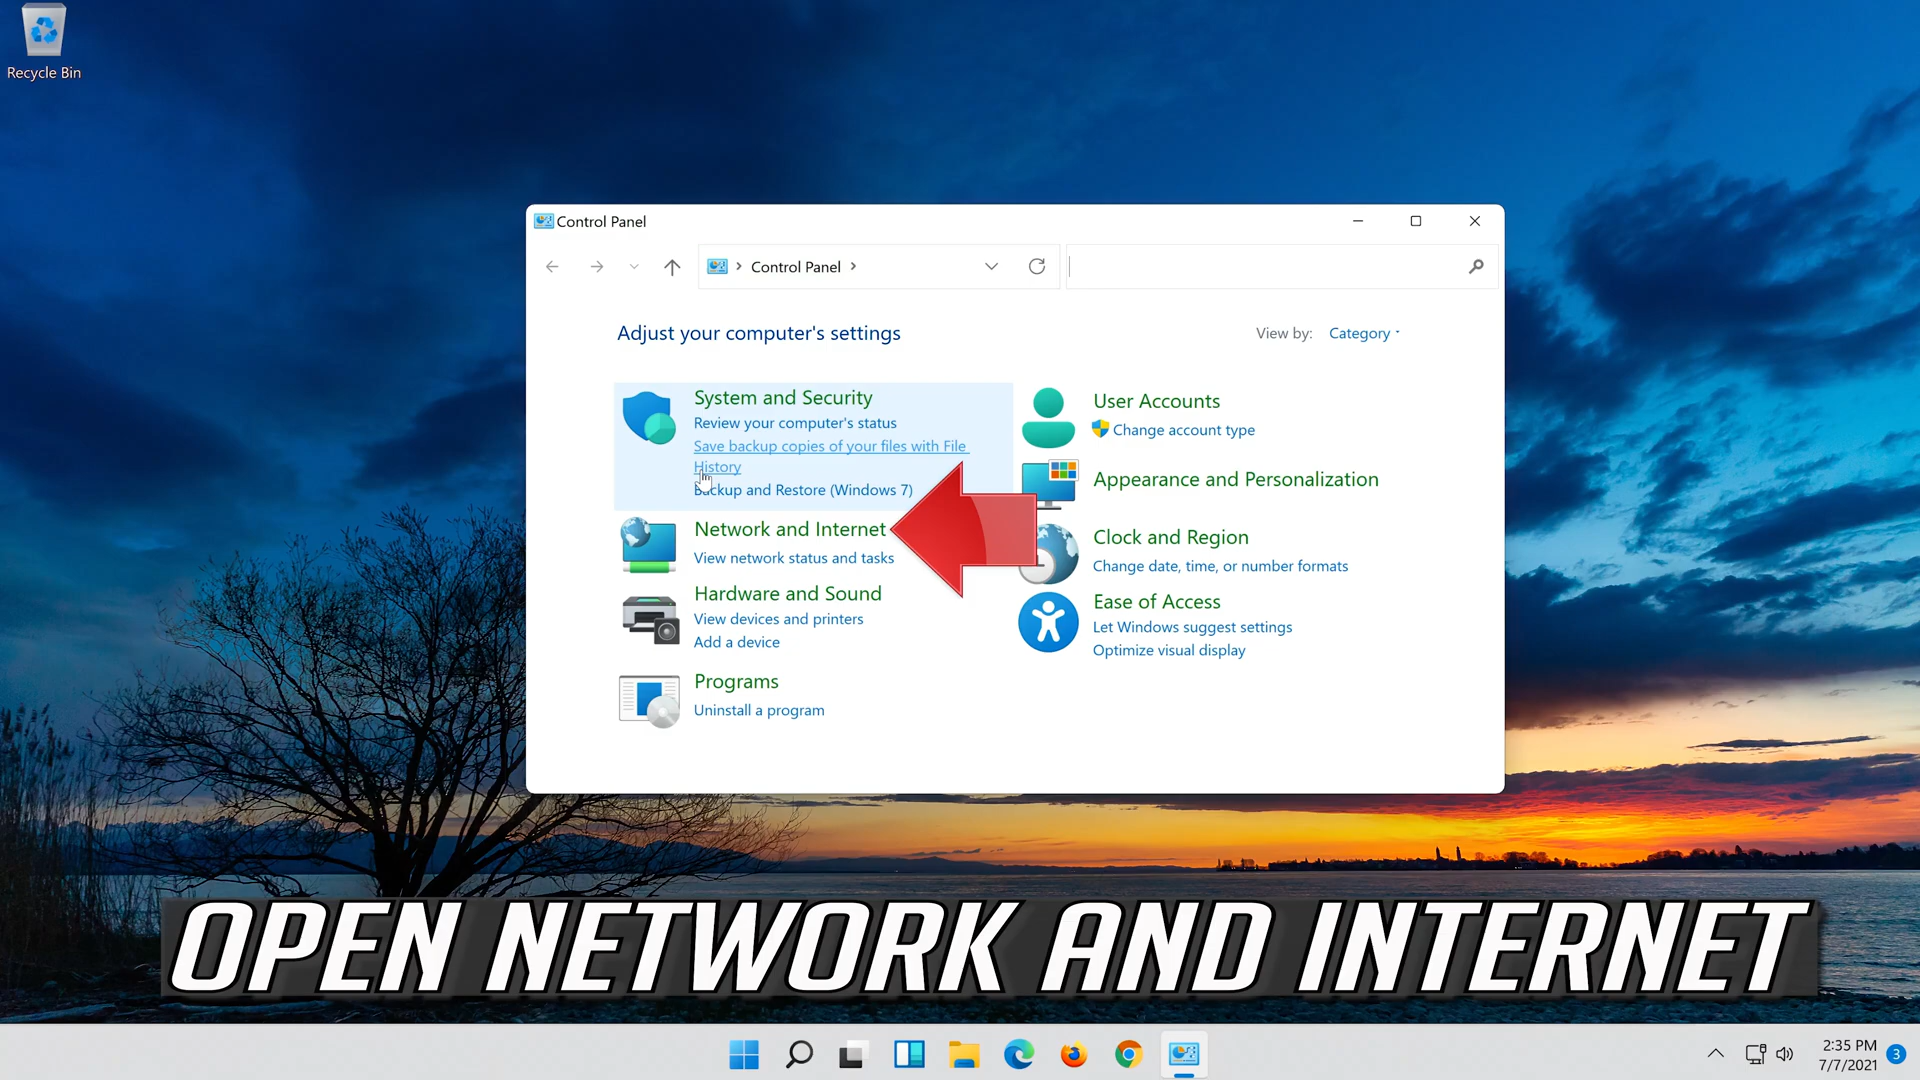 Recycle Bin
Control Panel
Control Panel
Adjust your computer's settings
View by: Category
System and Security
Review your computer's status
Save backup copies of your files with File
History
Backup and Restore (Windows 7)
Network and Internet
View network status and tasks
Hardware and Sound
View devices and printers
Add a device
Programs
Uninstall a program
User Accounts
Change account type
Appearance and Personalization
Clock and Region
Change date, time, or number formats
Ease of Access
Let Windows suggest settings
Optimize visual display
OPEN NETWORK AND INTERNET
2:35 PM
7/7/2021
3